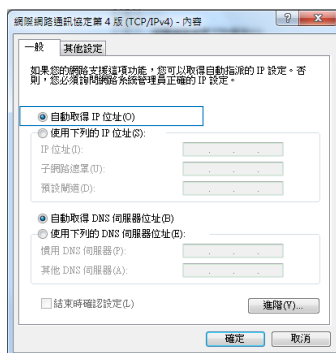 網際網路通訊協定第 4 版 (TCP/IPv4) - 內容
一般
其他設定
如果您的網路支援這項功能，您可以取得自動指派的 IP 設定。否
則，您必須詢問網路系統管理員正確的 IP 設定。
自動取得 IP 位址(O)
使用下列的 IP 位址(S):
IP 位址(I):
子網路遮罩(U):
預設閘道(D):
自動取得 DNS 伺服器位址(B)
使用下列的 DNS 伺服器位址(E):
慣用 DNS 伺服器(P):
其他 DNS 伺服器(A):
結束時確認設定(L)
進階(V)...
確定
取消